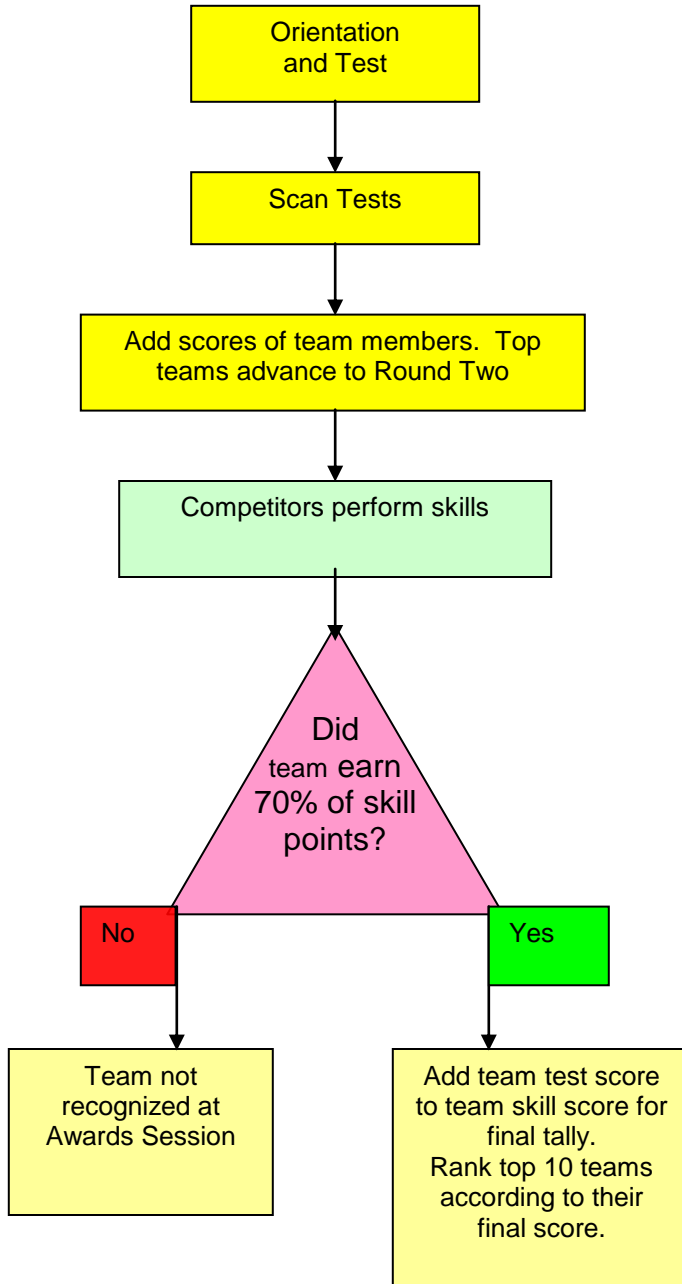 Orientation
and Test
Scan Tests
Add scores of team members.  Top
teams advance to Round Two
Competitors perform skills
Did
team earn
70% of skill
points?
No
Yes
Team not
recognized at
Awards Session
Add team test score
to team skill score for
final tally.
Rank top 10 teams
according to their
final score.